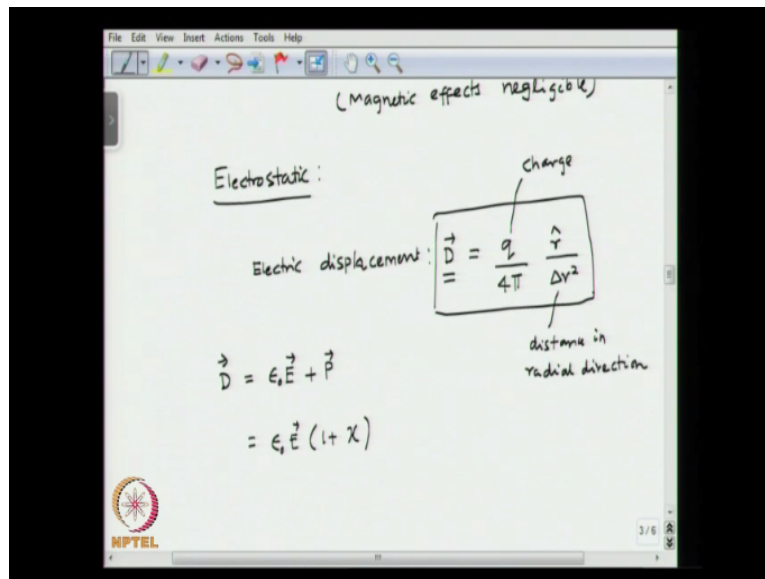 File Edit View Insert Actions Tools Help
(Magnetic effects negligible)
Electrostatic :
charge
Electric displacement : D⃗ = q/4π r̂/Δr²
distance in
radial direction
D⃗ = ϵ₀E⃗ + P⃗
= ϵ₀E⃗ (1+ χ)
3/6
NPTEL